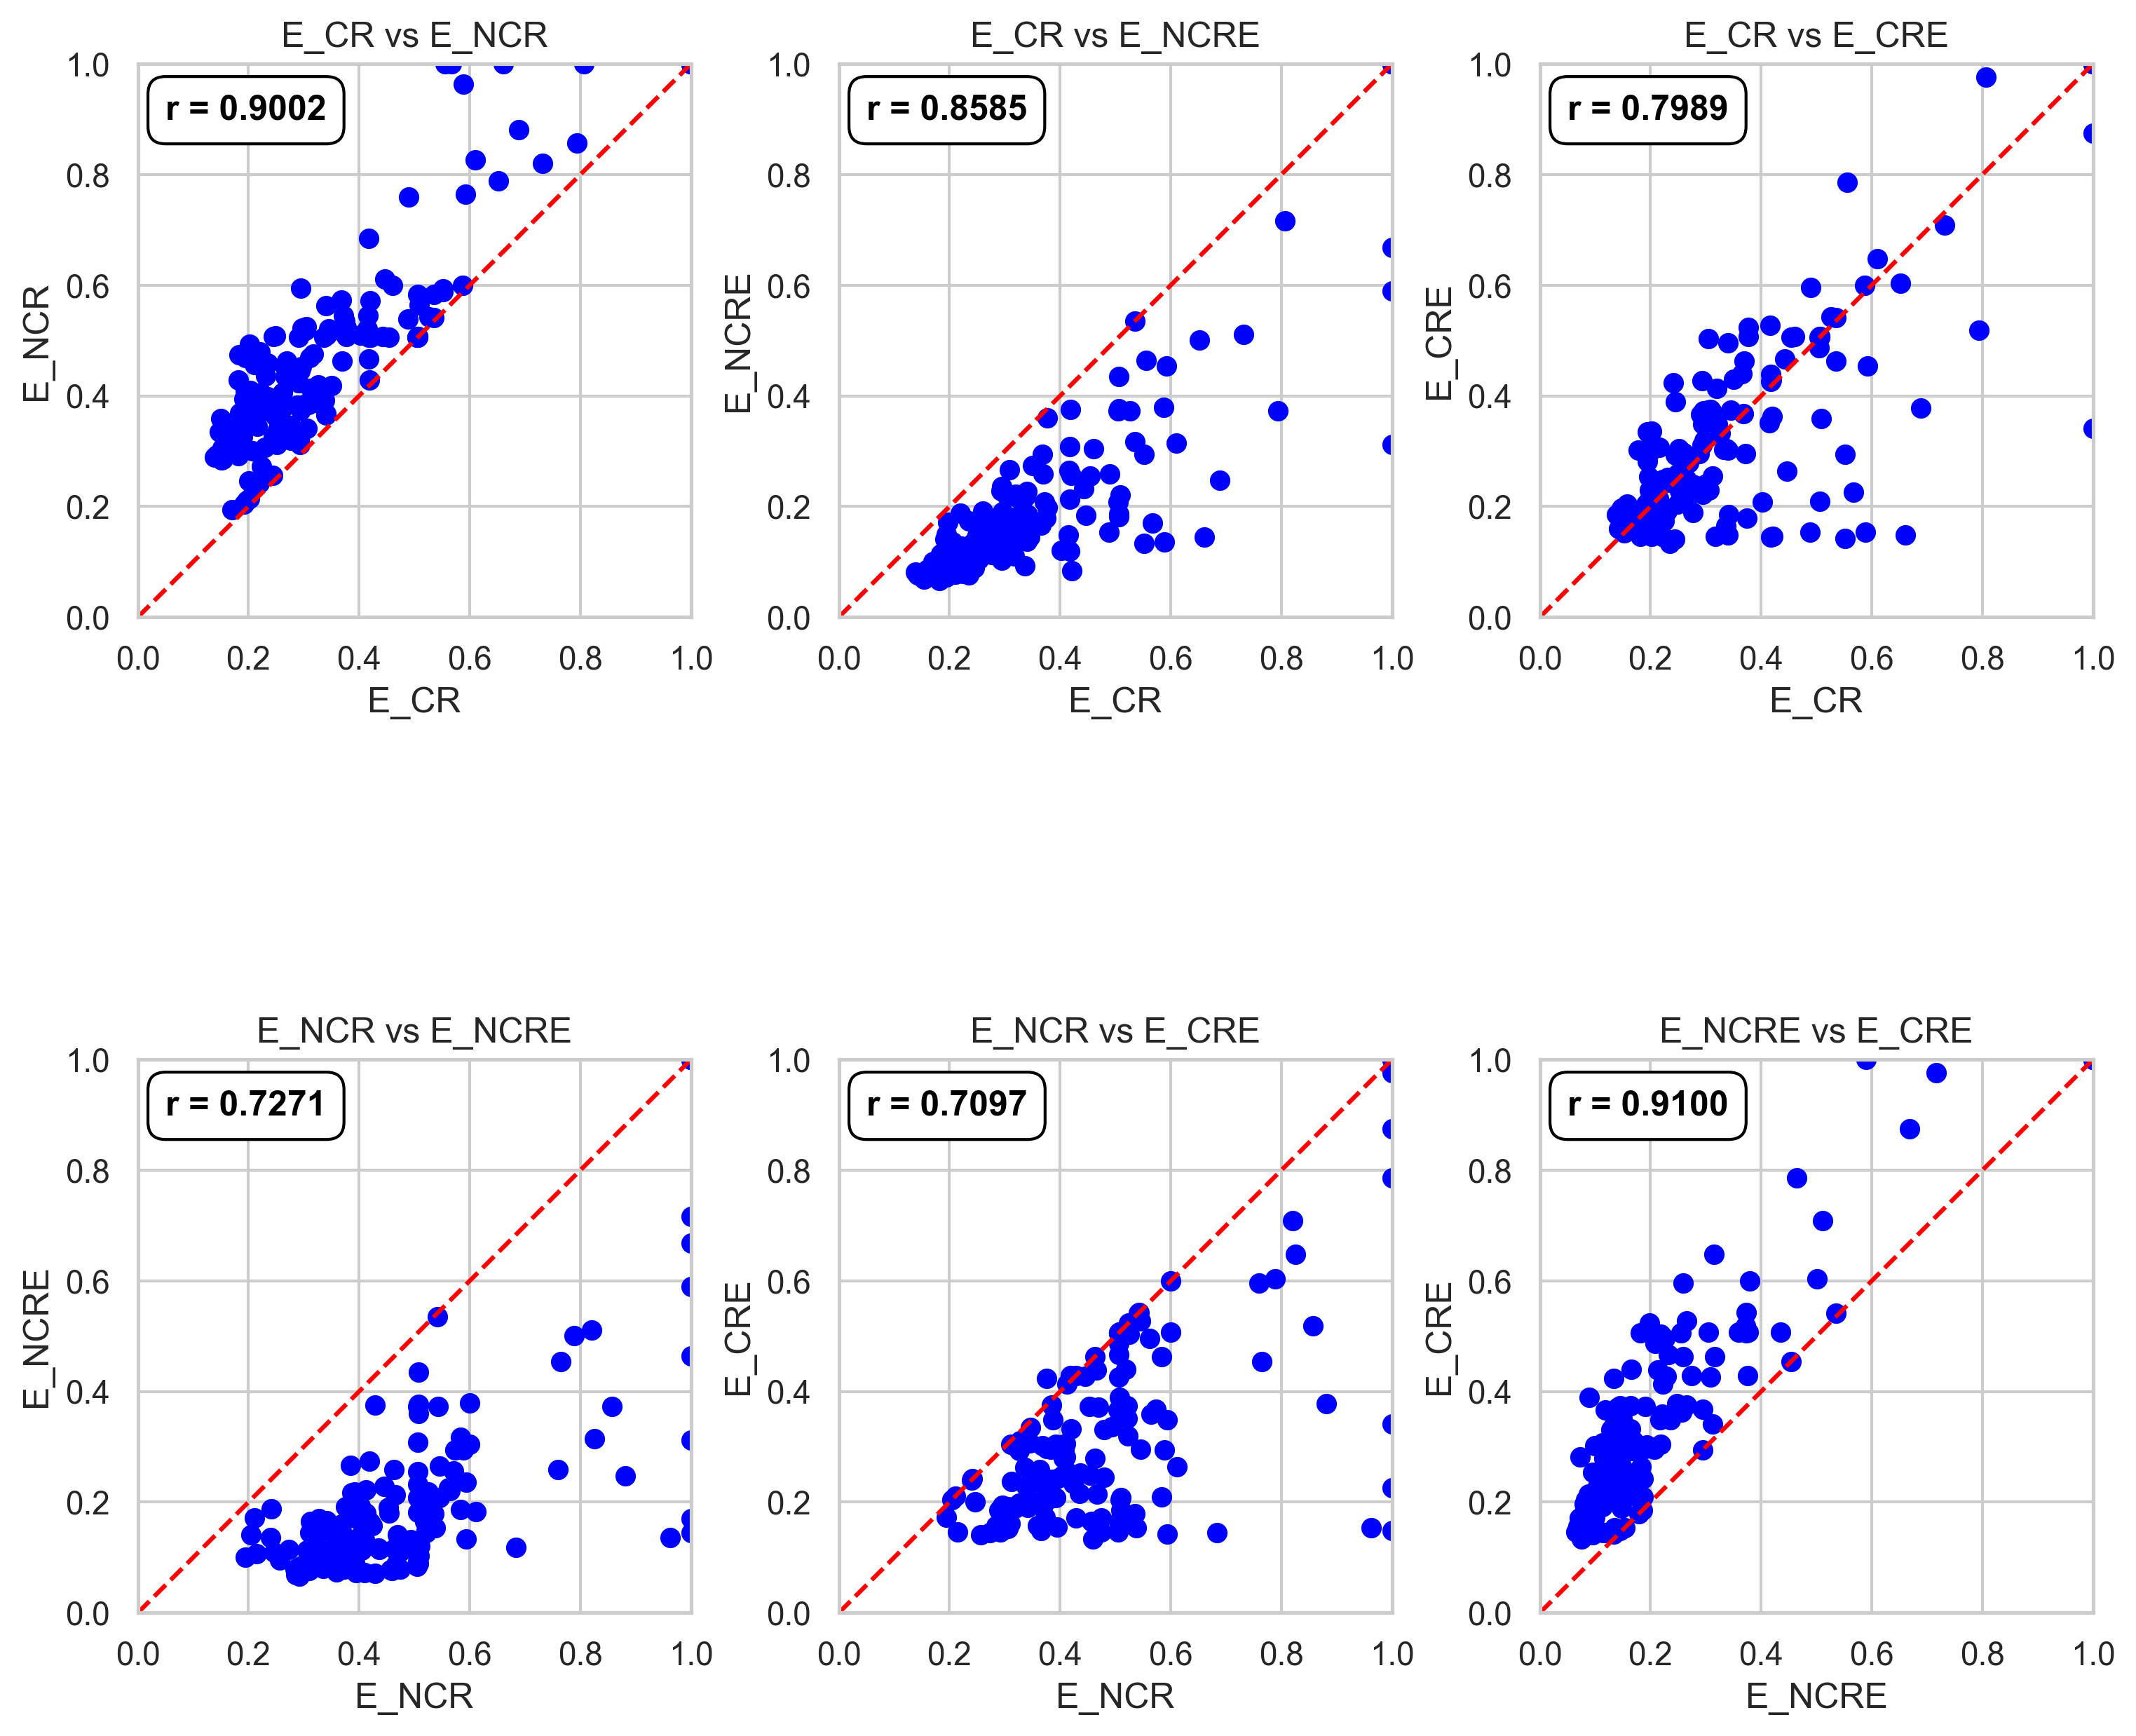 E_CR vs E_NCR
r = 0.9002
1.0
0.8
0.6
0.4
0.2
0.0
E_NCR
0.0 0.2 0.4 0.6 0.8 1.0
E_CR
E_CR vs E_NCRE
r = 0.8585
1.0
0.8
0.6
0.4
0.2
0.0
E_NCRE
0.0 0.2 0.4 0.6 0.8 1.0
E_CR
E_CR vs E_CRE
r = 0.7989
1.0
0.8
0.6
0.4
0.2
0.0
E_CRE
0.0 0.2 0.4 0.6 0.8 1.0
E_CR
E_NCR vs E_NCRE
r = 0.7271
1.0
0.8
0.6
0.4
0.2
0.0
E_NCRE
0.0 0.2 0.4 0.6 0.8 1.0
E_NCR
E_NCR vs E_CRE
r = 0.7097
1.0
0.8
0.6
0.4
0.2
0.0
E_CRE
0.0 0.2 0.4 0.6 0.8 1.0
E_NCR
E_NCRE vs E_CRE
r = 0.9100
1.0
0.8
0.6
0.4
0.2
0.0
E_CRE
0.0 0.2 0.4 0.6 0.8 1.0
E_NCRE